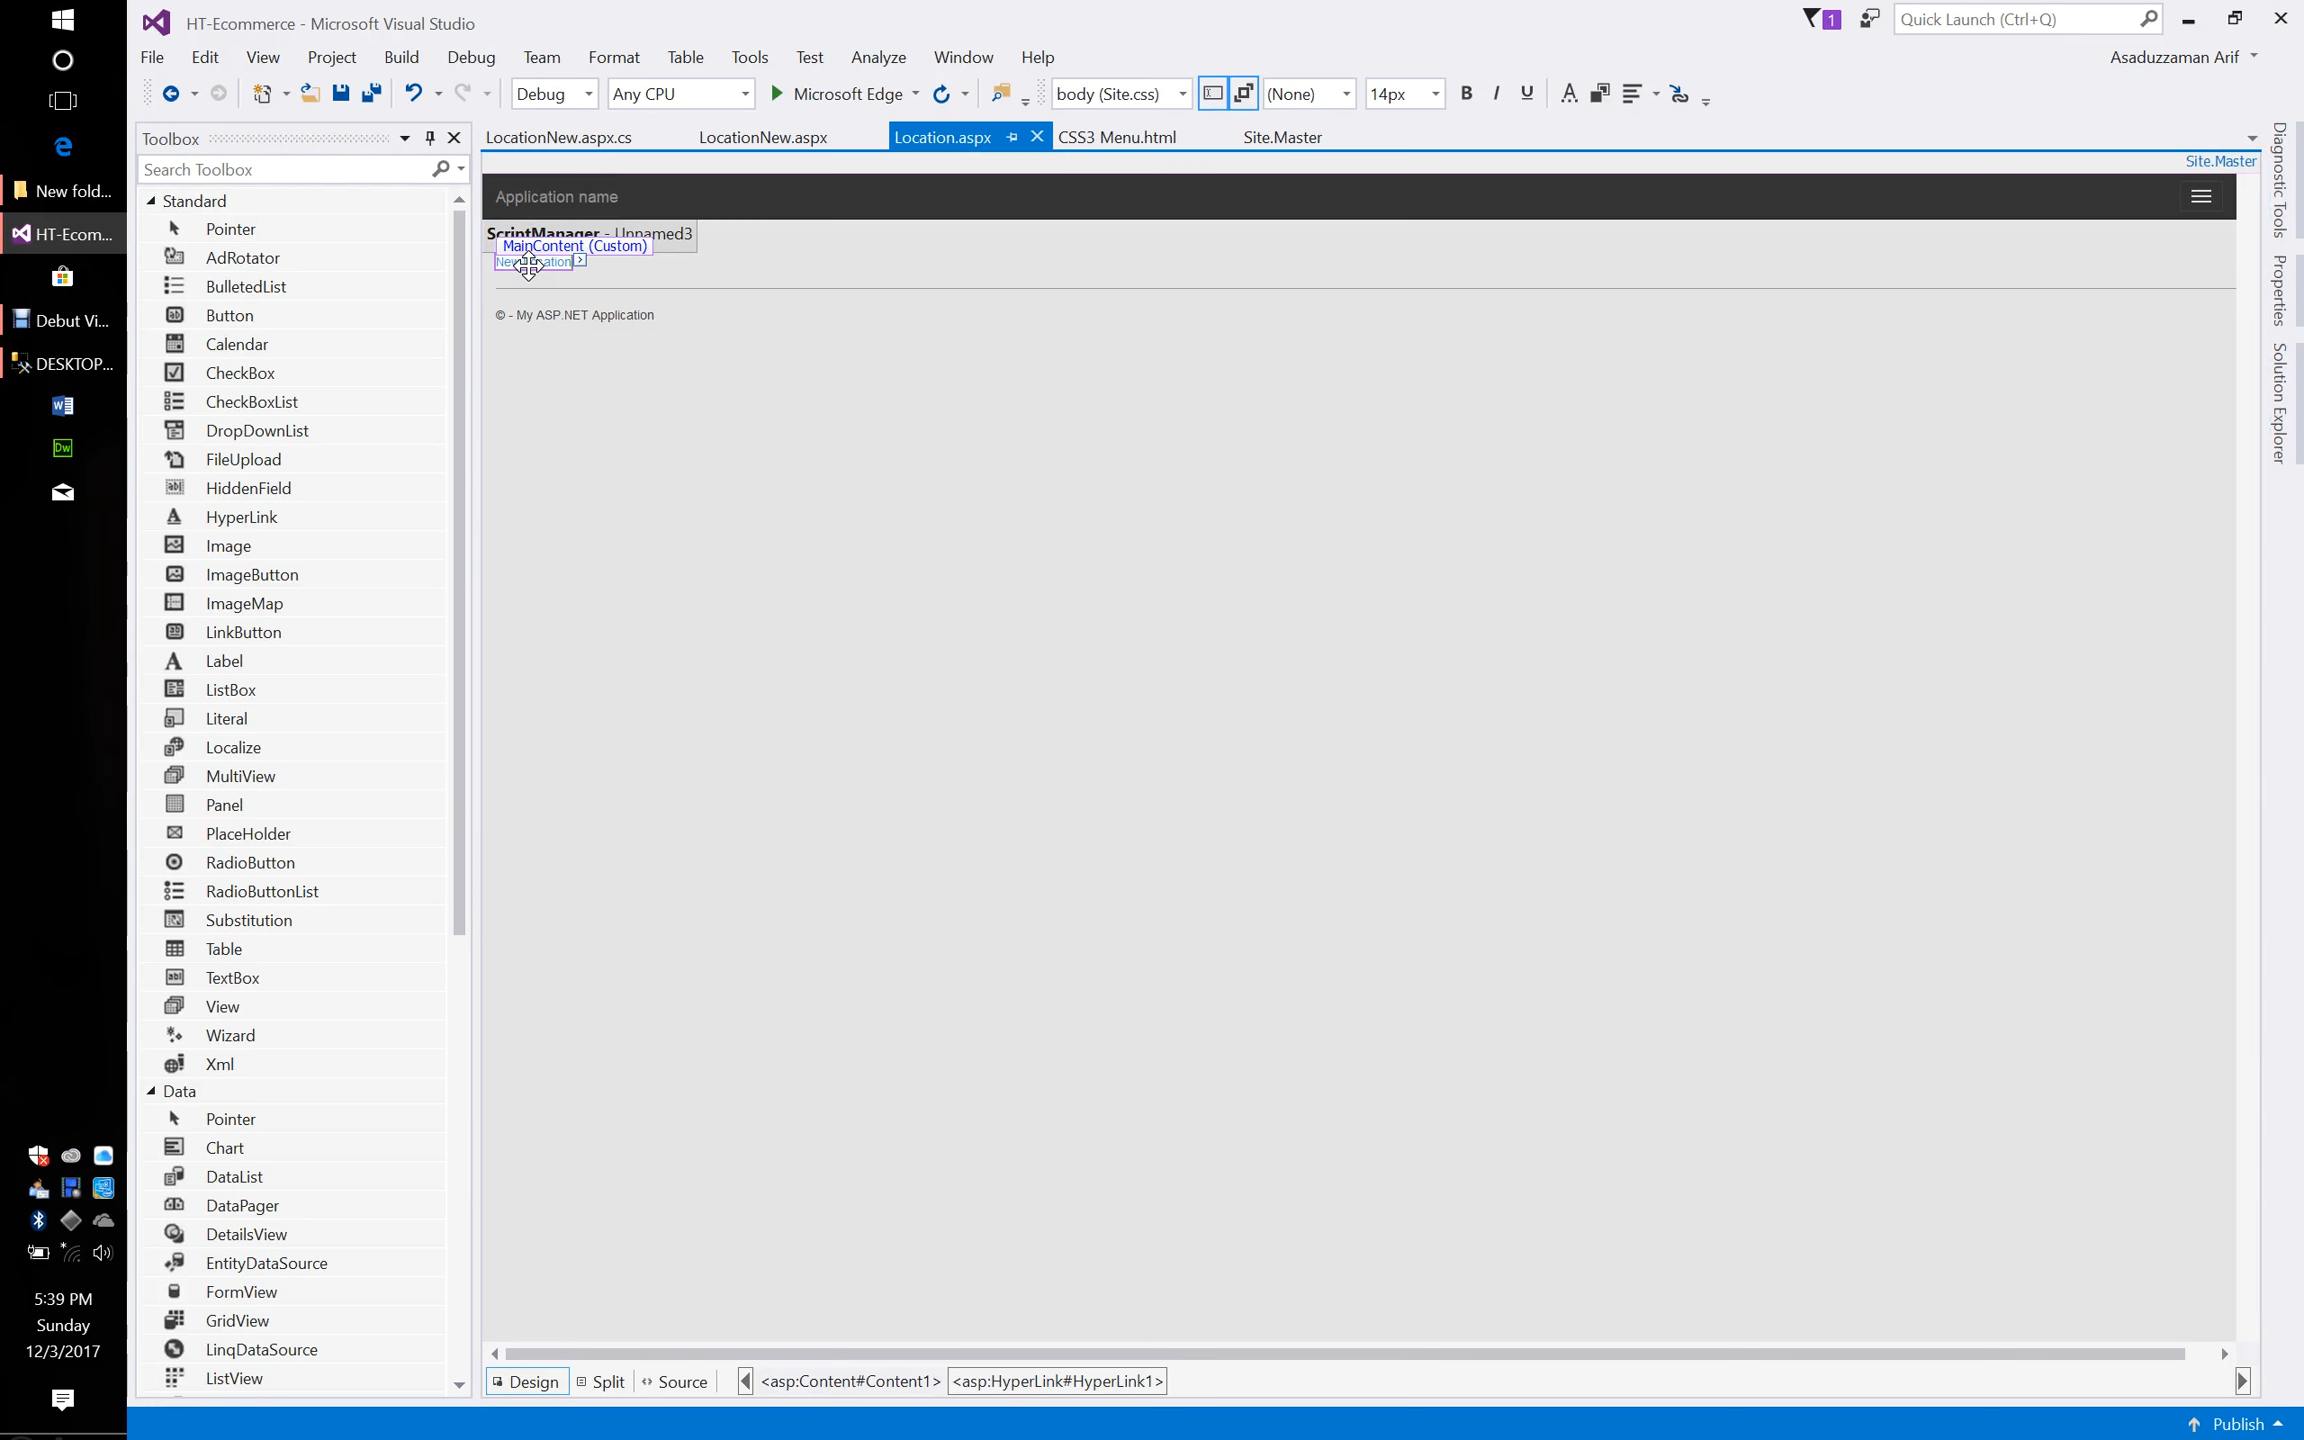 HT-Ecommerce - Microsoft Visual Studio
1
Quick Launch (Ctrl+Q)
File Edit View Project Build Debug Team Format Table Tools Test Analyze Window Help
Asaduzzaman Arif
Debug Any CPU Microsoft Edge body (Site.css) (None) 14px B I U A
New fold...
HT-Ecom...
Debut Vi...
DESKTOP...
Dw
5:39 PM
Sunday
12/3/2017
Toolbox
Search Toolbox
Standard
Pointer
AdRotator
BulletedList
Button
Calendar
CheckBox
CheckBoxList
DropDownList
FileUpload
HiddenField
HyperLink
Image
ImageButton
ImageMap
LinkButton
Label
ListBox
Literal
Localize
MultiView
Panel
PlaceHolder
RadioButton
RadioButtonList
Substitution
Table
TextBox
View
Wizard
Xml
Data
Pointer
Chart
DataList
DataPager
DetailsView
EntityDataSource
FormView
GridView
LinqDataSource
ListView
LocationNew.aspx.cs LocationNew.aspx Location.aspx CSS3 Menu.html Site.Master
Site.Master
Application name
ScriptManager - Unnamed3
MainContent (Custom)
© - My ASP.NET Application
Design Split Source <asp:Content#Content1> <asp:HyperLink#HyperLink1>
Diagnostic Tools
Properties
Solution Explorer
Publish